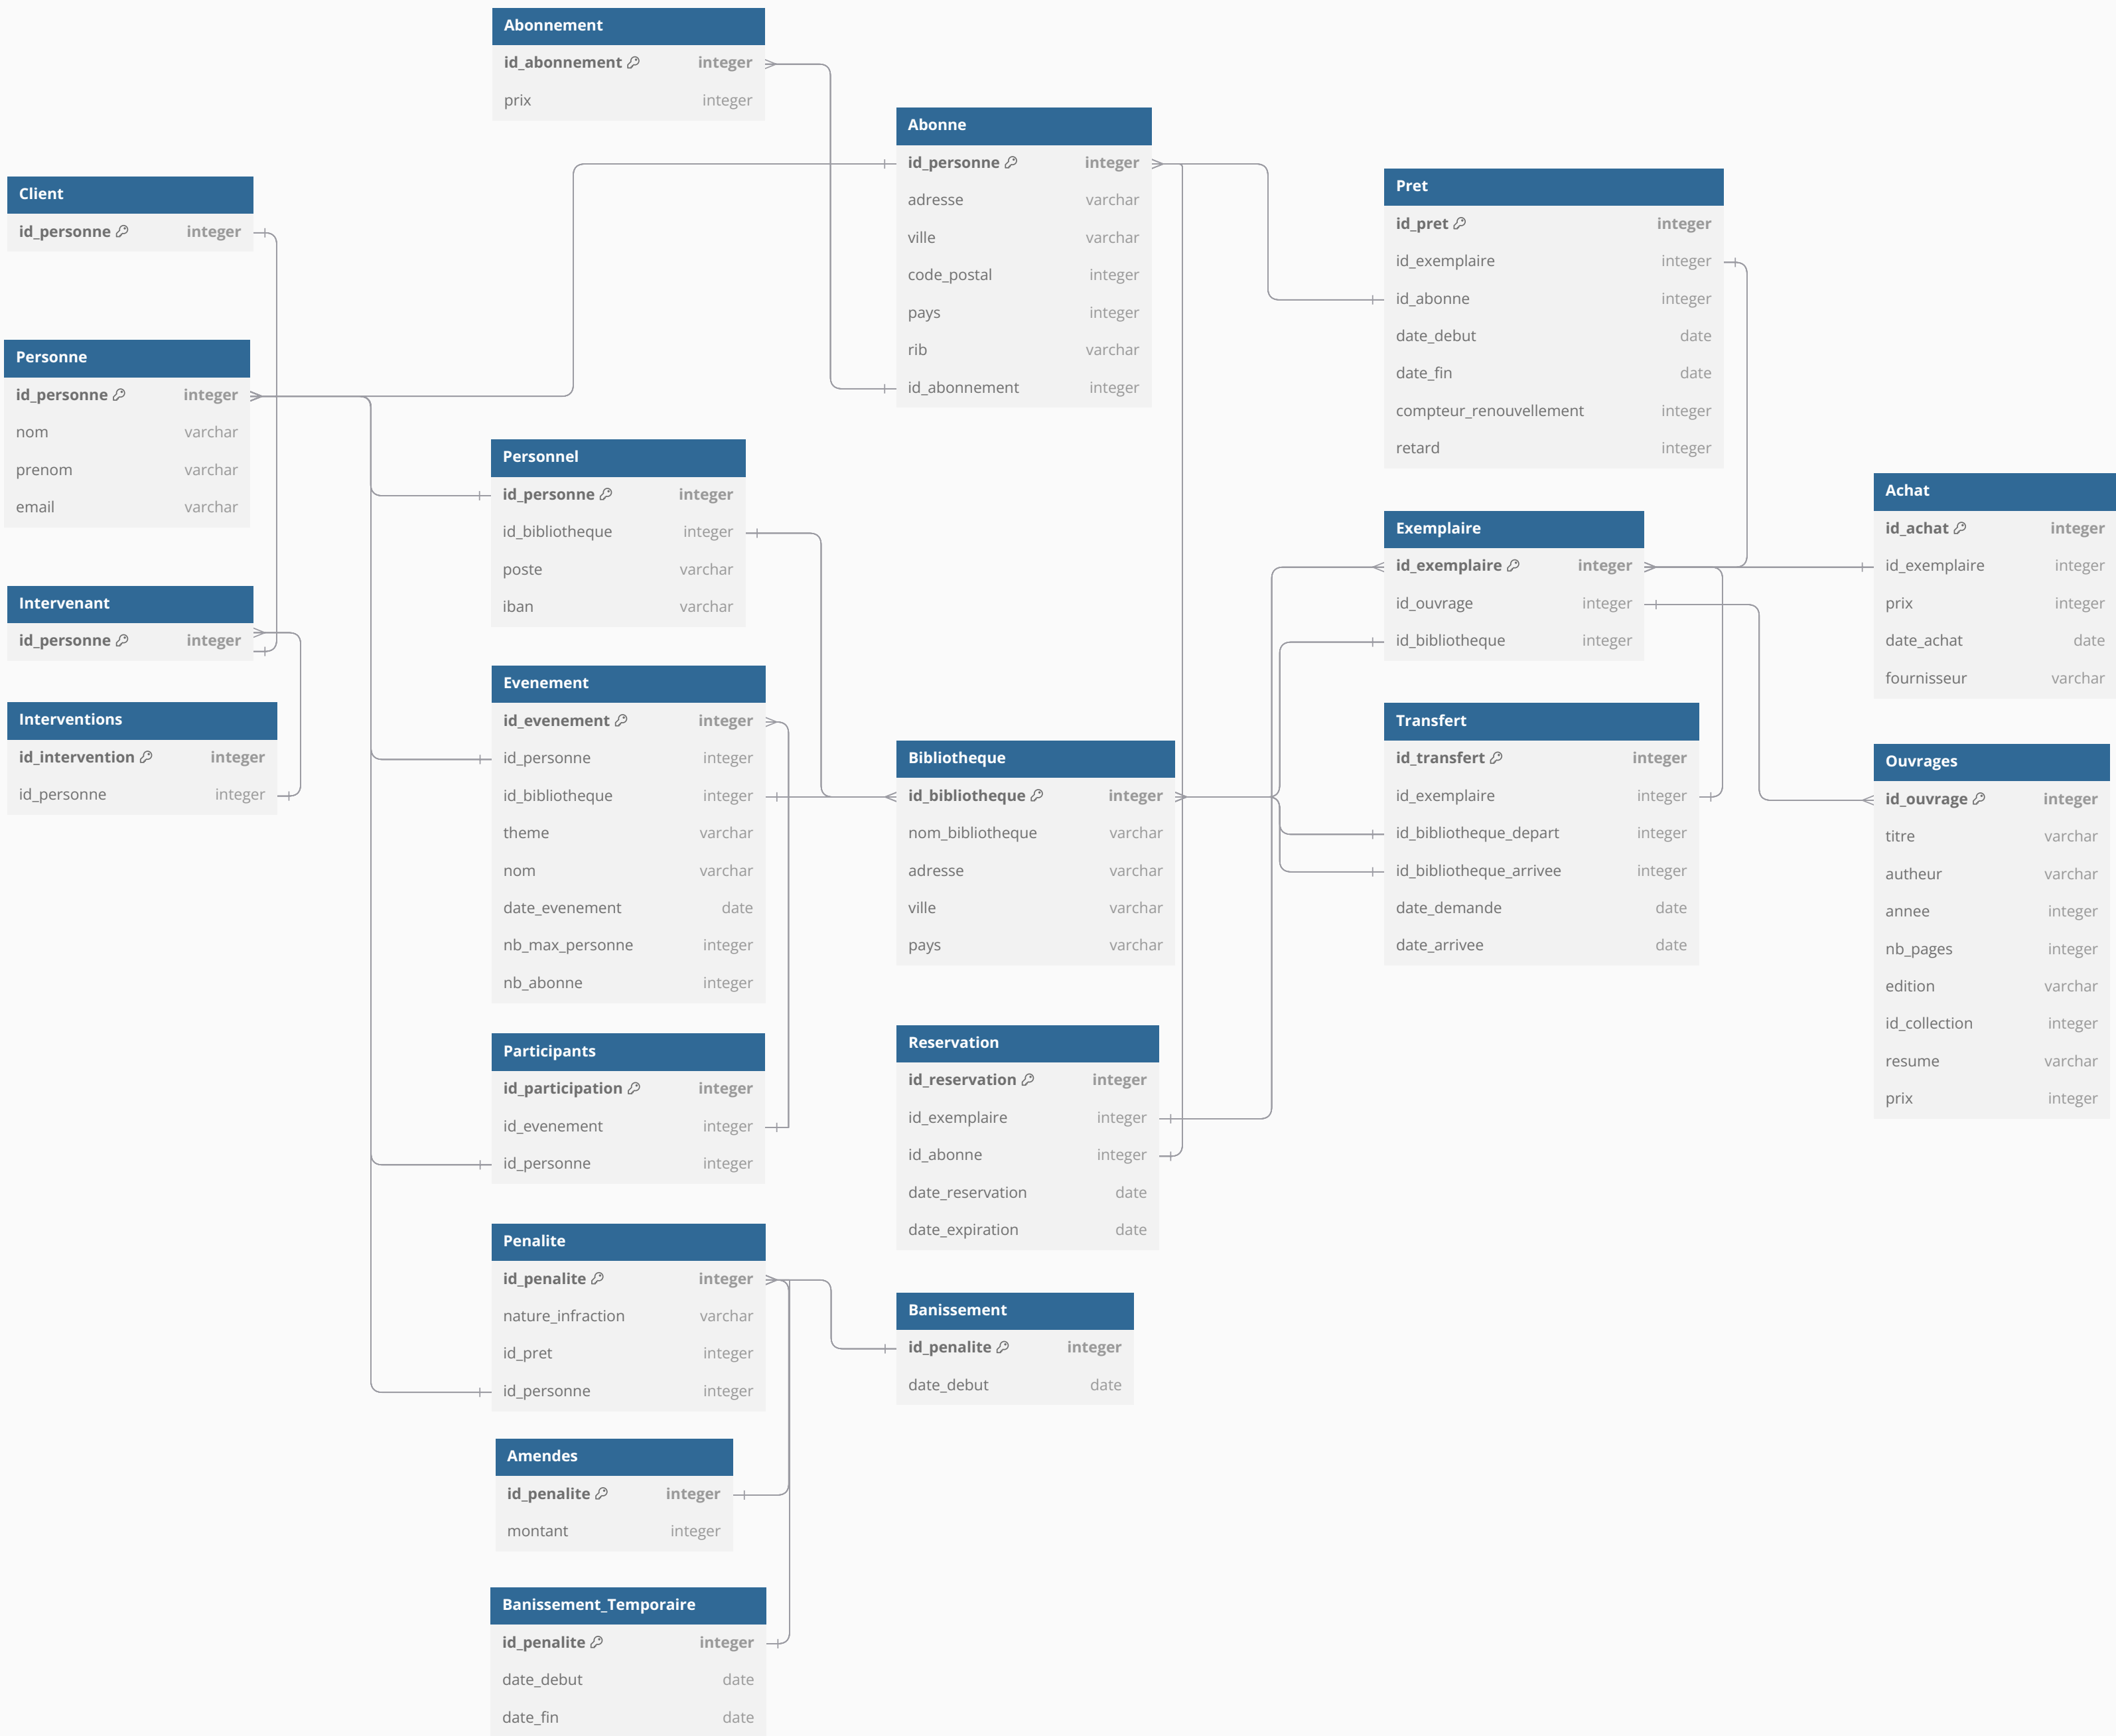 Abonnement
id_abonnement integer
prix integer
Abonne
id_personne integer
adresse varchar
ville varchar
code_postal integer
pays integer
rib varchar
id_abonnement integer
Client
id_personne integer
Pret
id_pret integer
id_exemplaire integer
id_abonne integer
date_debut date
date_fin date
compteur_renouvellement integer
retard integer
Personne
id_personne integer
nom varchar
prenom varchar
email varchar
Personnel
id_personne integer
id_bibliotheque integer
poste varchar
iban varchar
Achat
id_achat integer
id_exemplaire integer
prix integer
date_achat date
fournisseur varchar
Exemplaire
id_exemplaire integer
id_ouvrage integer
id_bibliotheque integer
Intervenant
id_personne integer
Interventions
id_intervention integer
id_personne integer
Evenement
id_evenement integer
id_personne integer
id_bibliotheque integer
theme varchar
nom varchar
date_evenement date
nb_max_personne integer
nb_abonne integer
Bibliotheque
id_bibliotheque integer
nom_bibliotheque varchar
adresse varchar
ville varchar
pays varchar
Transfert
id_transfert integer
id_exemplaire integer
id_bibliotheque_depart integer
id_bibliotheque_arrivee integer
date_demande date
date_arrivee date
Ouvrages
id_ouvrage integer
titre varchar
autheur varchar
annee integer
nb_pages integer
edition varchar
id_collection integer
resume varchar
prix integer
Participants
id_participation integer
id_evenement integer
id_personne integer
Reservation
id_reservation integer
id_exemplaire integer
id_abonne integer
date_reservation date
date_expiration date
Penalite
id_penalite integer
nature_infraction varchar
id_pret integer
id_personne integer
Banissement
id_penalite integer
date_debut date
Amendes
id_penalite integer
montant integer
Banissement_Temporaire
id_penalite integer
date_debut date
date_fin date